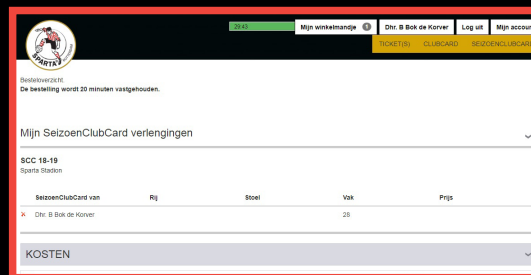 29:43 Mijn winkelmandje 1 Dhr. B Bok de Korver Log uit Mijn accoun
TICKET(S) CLUBCARD SEIZOENCLUBCARD
SPARTA
Besteloverzicht.
De bestelling wordt 20 minuten vastgehouden.
Mijn SeizoenClubCard verlengingen
SCC 18-19
Sparta Stadion
SeizoenClubCard van Rij Stoel Vak Prijs
Dhr. B Bok de Korver 28
KOSTEN